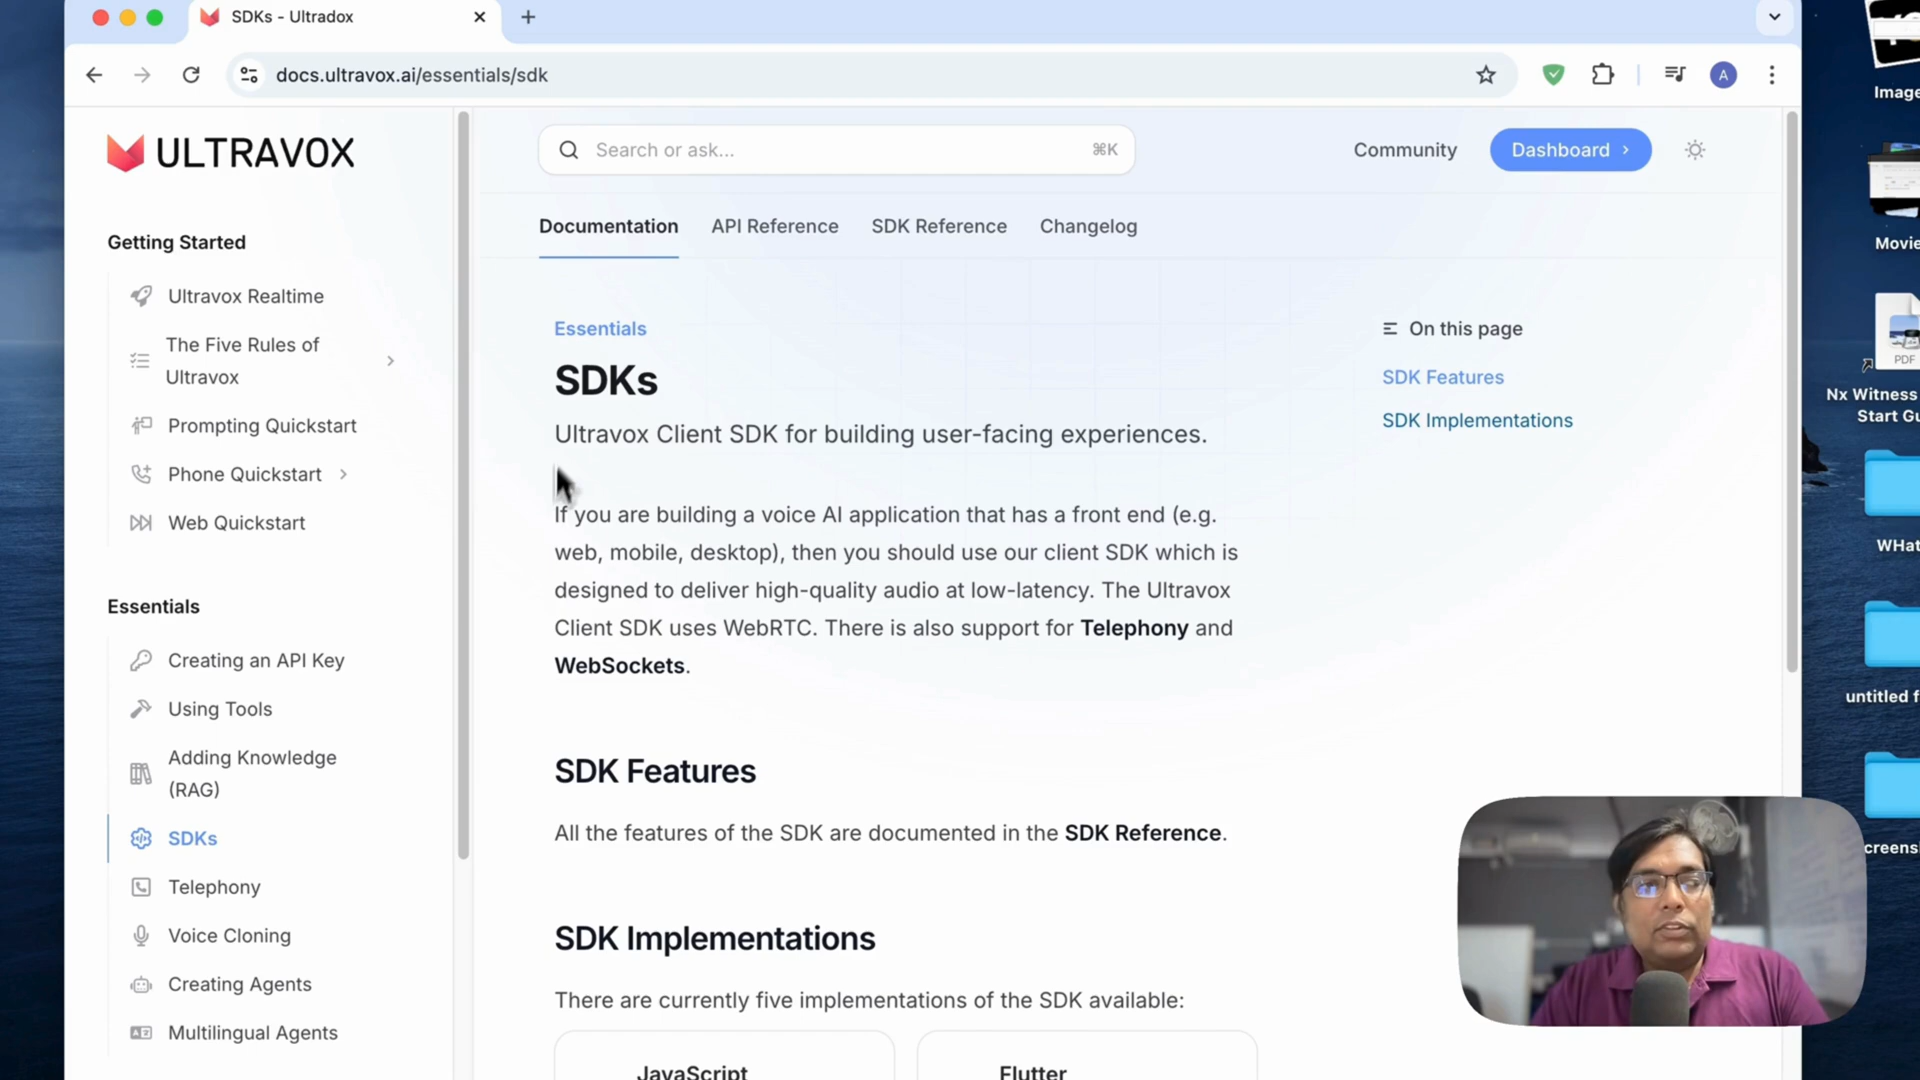 SDKs - Ultradox
docs.ultravox.ai/essentials/sdk
A
ULTRAVOX
Search or ask...
⌘K
Community
Dashboard
Documentation
API Reference
SDK Reference
Changelog
Getting Started
Ultravox Realtime
The Five Rules of
Ultravox
Prompting Quickstart
Phone Quickstart
Web Quickstart
Essentials
Creating an API Key
Using Tools
Adding Knowledge
(RAG)
SDKs
Telephony
Voice Cloning
Creating Agents
Multilingual Agents
Essentials
SDKs
Ultravox Client SDK for building user-facing experiences.
If you are building a voice AI application that has a front end (e.g.
web, mobile, desktop), then you should use our client SDK which is
designed to deliver high-quality audio at low-latency. The Ultravox
Client SDK uses WebRTC. There is also support for Telephony and
WebSockets.
SDK Features
All the features of the SDK are documented in the SDK Reference.
SDK Implementations
There are currently five implementations of the SDK available:
JavaScript
Flutter
On this page
SDK Features
SDK Implementations
Image
Movie
PDF
Nx Witness
Start Gu
WHat
untitled f
creens